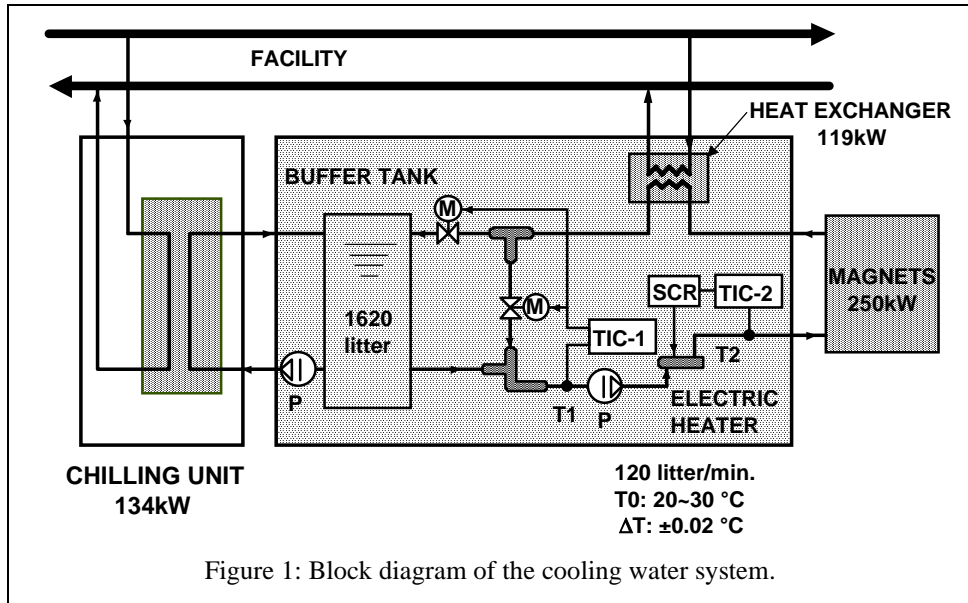 FACILITY
HEAT EXCHANGER
119kW
BUFFER TANK
M
M
1620
litter
SCR
TIC-2
TIC-1
MAGNETS
250kW
T2
P
T1
P
ELECTRIC
HEATER
CHILLING UNIT
134kW
120 litter/min.
T0: 20~30 °C
ΔT: ±0.02 °C
Figure 1: Block diagram of the cooling water system.